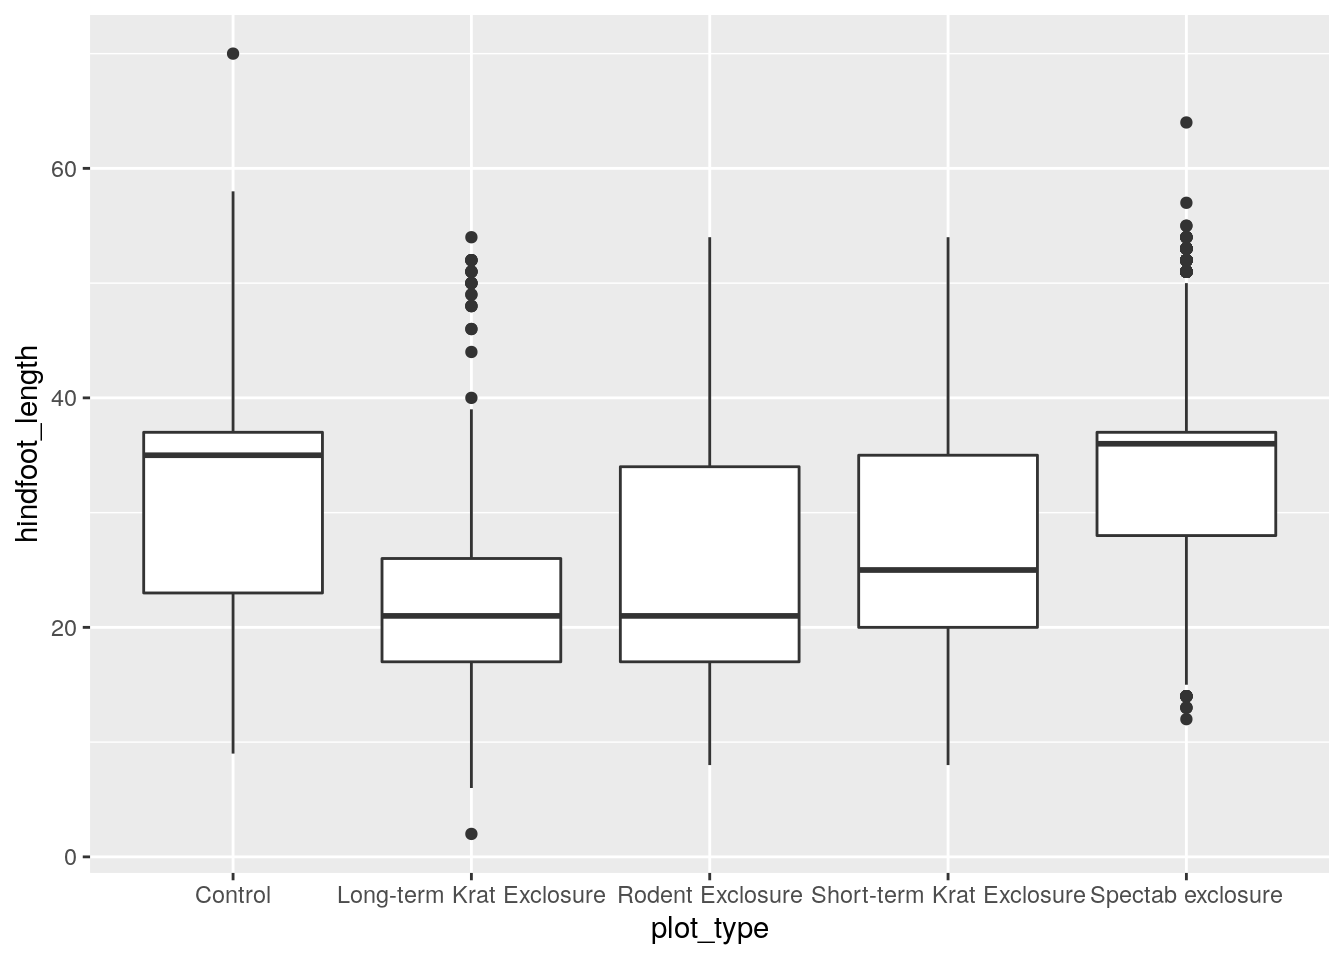 hindfoot_length
60
40
20
0
Control Long-term Krat Exclosure Rodent Exclosure Short-term Krat Exclosure Spectab exclosure
plot_type